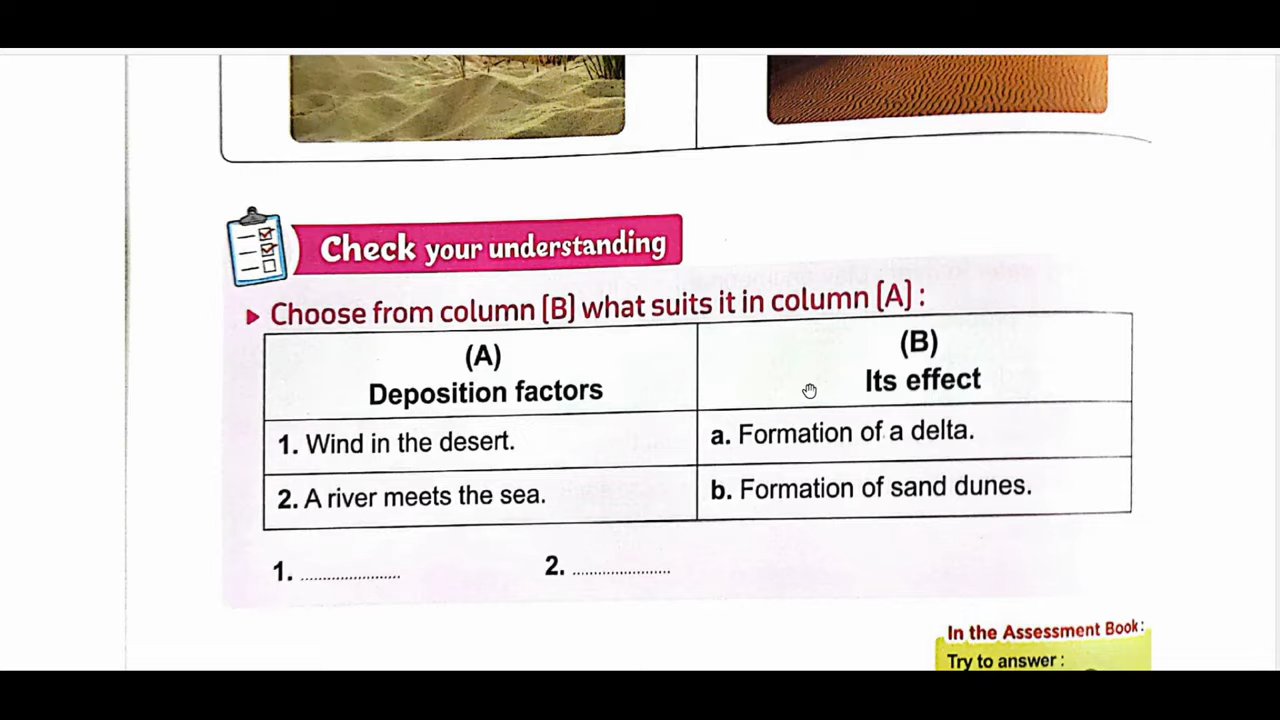 Check your understanding
▶ Choose from column (B) what suits it in column (A) :
(A)
Deposition factors
(B)
Its effect
1. Wind in the desert.
a. Formation of a delta.
2. A river meets the sea.
b. Formation of sand dunes.
1. ........................ 2. ........................
In the Assessment Book:
Try to answer :